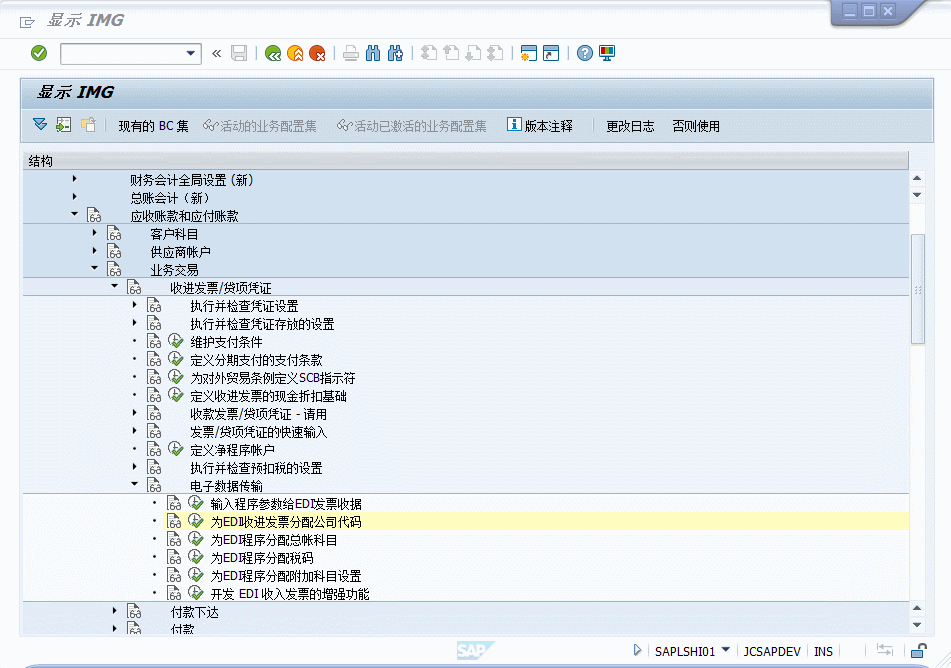 显示 IMG
显示 IMG
现有的 BC 集 活动的业务配置集 活动已激活的业务配置集 版本注释 更改日志 否则使用
结构
财务会计全局设置 (新)
总账会计（新）
应收账款和应付账款
客户科目
供应商帐户
业务交易
收进发票/贷项凭证
执行并检查凭证设置
执行并检查凭证存放的设置
维护支付条件
定义分期支付的支付条款
为对外贸易条例定义SCB指示符
定义收进发票的现金折扣基础
收款发票/贷项凭证 - 请用
发票/贷项凭证的快速输入
定义净程序帐户
执行并检查预扣税的设置
电子数据传输
输入程序参数给EDI发票收据
为EDI收进发票分配公司代码
为EDI程序分配总帐科目
为EDI程序分配税码
为EDI程序分配附加科目设置
开发 EDI 收入发票的增强功能
付款下达
付款
SAP SAPLSHI01 JCSAPDEV INS